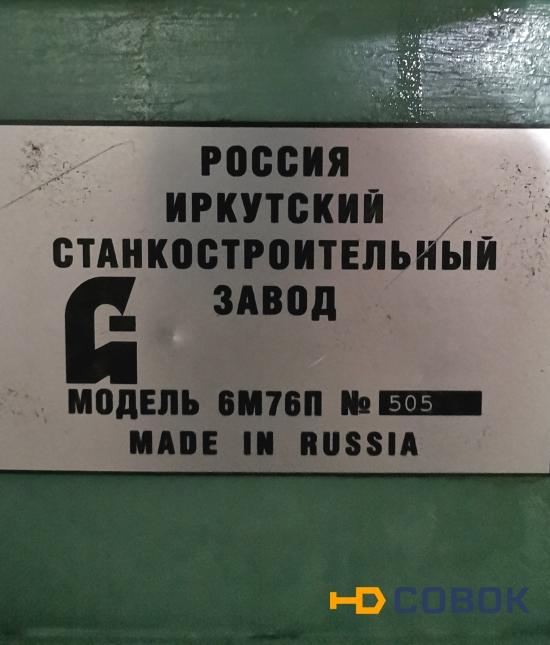 РОССИЯ
ИРКУТСКИЙ
СТАНКОСТРОИТЕЛЬНЫЙ
ЗАВОД
МОДЕЛЬ 6М76П № 505
MADE IN RUSSIA
СОВОК